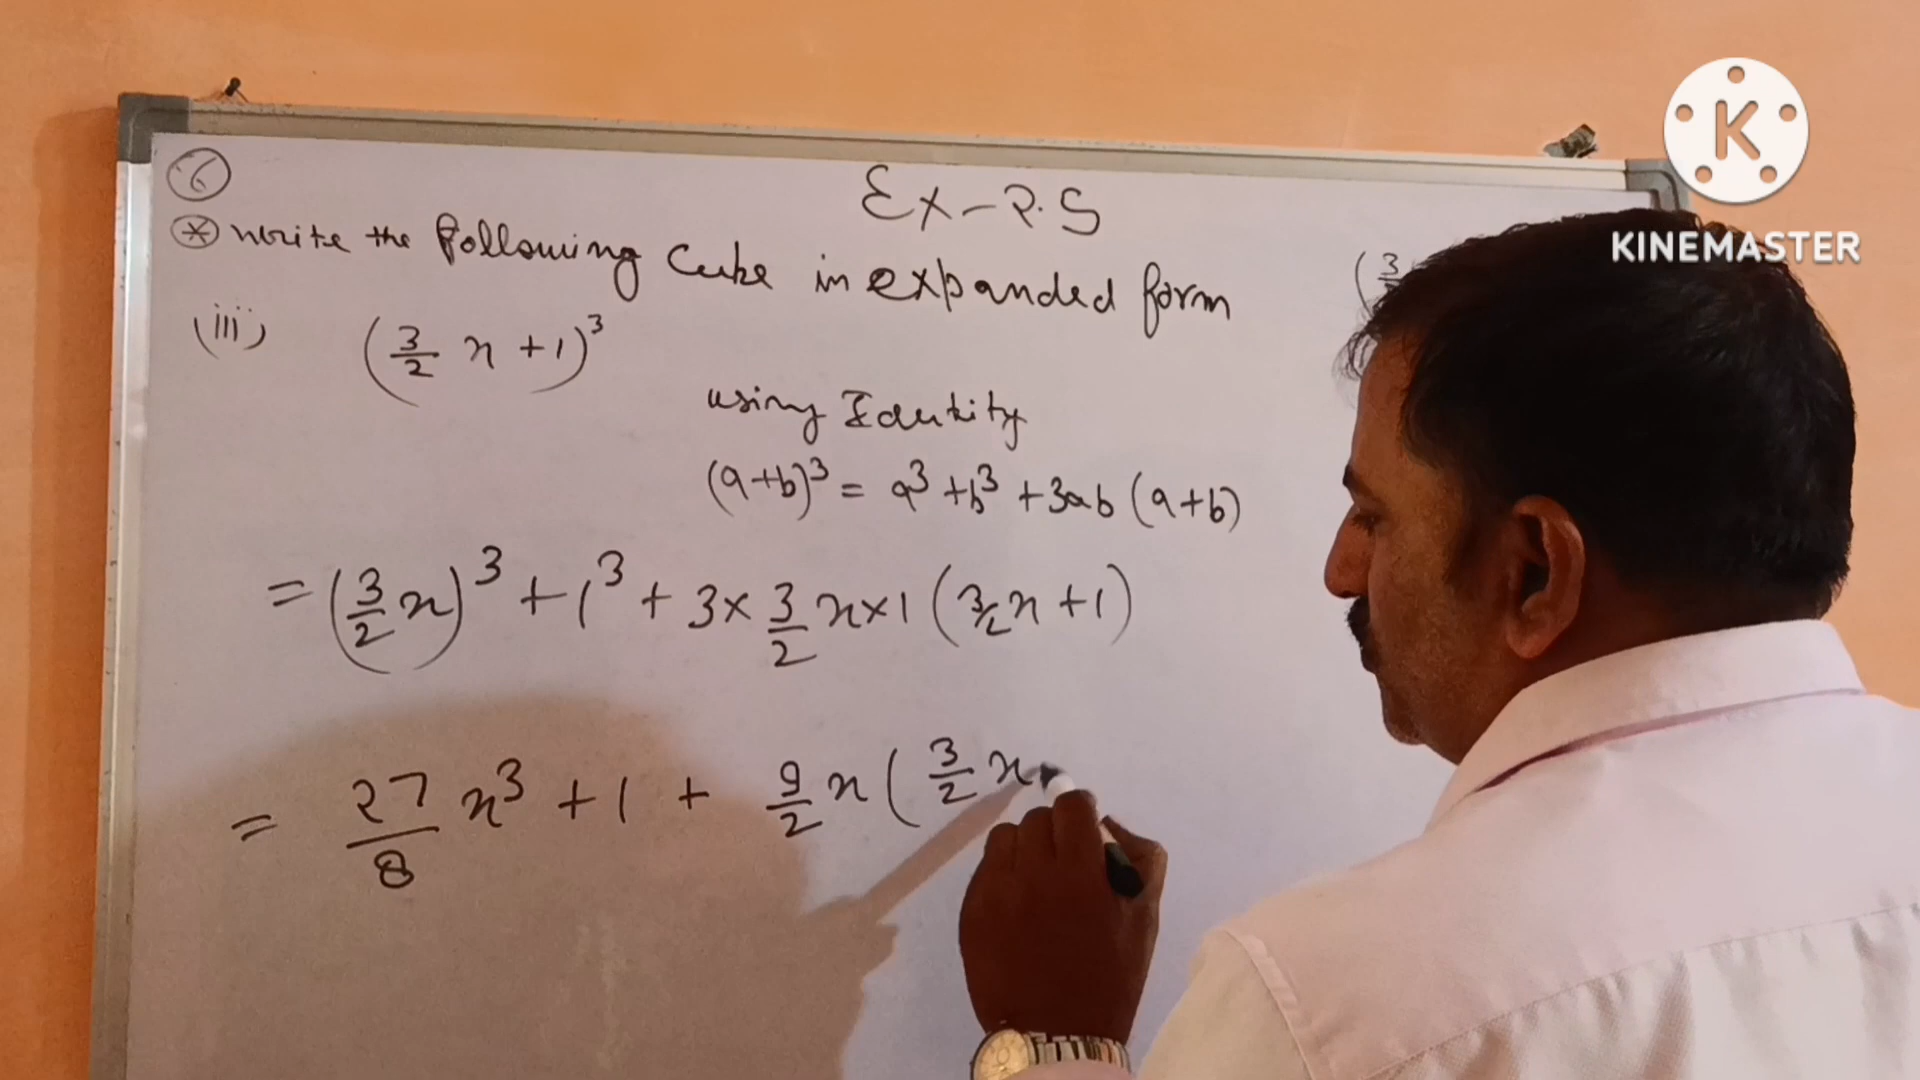 6
Ex-2.5
* write the following Cube in expanded form
(iii) (3/2 x + 1)³
(3
using Idutity
(a+b)³ = a³ + b³ + 3ab (a+b)
= (3/2 x)³ + 1³ + 3 × 3/2 x × 1 (3/2 x + 1)
= 27/8 x³ + 1 + 9/2 x ( 3/2 x
K
KINEMASTER